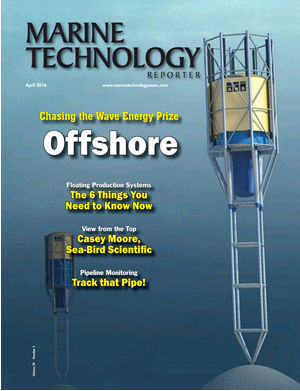 MARINE
TECHNOLOGY
REPORTER
April 2016
www.marinetechnologynews.com
Chasing the Wave Energy Prize
Offshore
Floating Production Systems
The 6 Things You
Need to Know Now
View from the Top
Casey Moore,
Sea-Bird Scientific
Pipeline Monitoring
Track that Pipe!